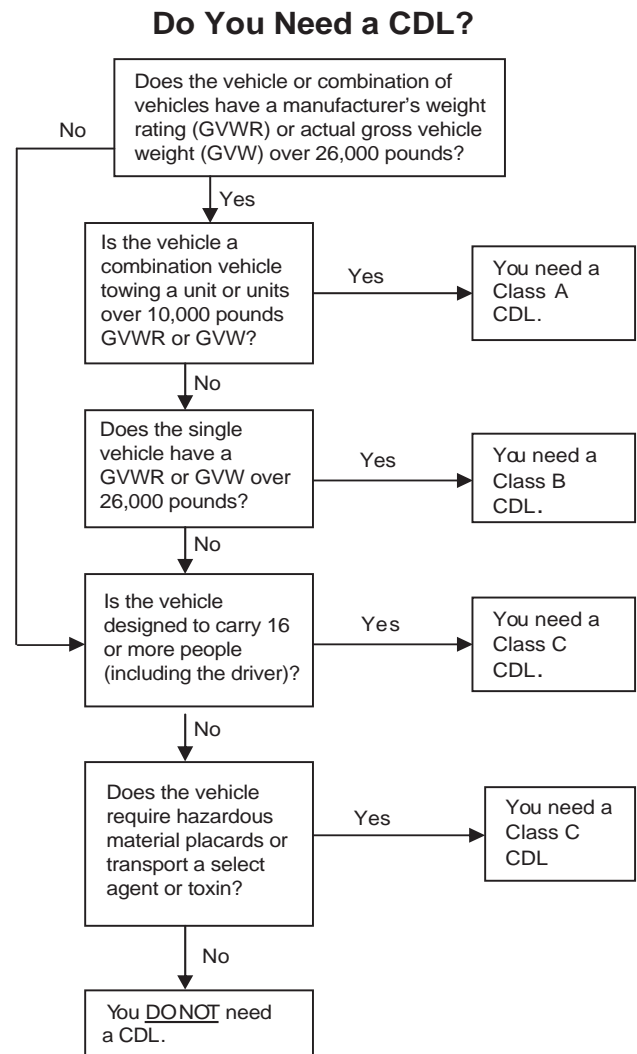 Do You Need a CDL?
Does the vehicle or combination of
vehicles have a manufacturer's weight
rating (GVWR) or actual gross vehicle
weight (GVW) over 26,000 pounds?
No
Yes
Is the vehicle a
combination vehicle
towing a unit or units
over 10,000 pounds
GVWR or GVW?
Yes
You need a
Class A
CDL.
No
Does the single
vehicle have a
GVWR or GVW over
26,000 pounds?
Yes
You need a
Class B
CDL.
No
Is the vehicle
designed to carry 16
or more people
(including the driver)?
Yes
You need a
Class C
CDL.
No
Does the vehicle
require hazardous
material placards or
transport a select
agent or toxin?
Yes
You need a
Class C
CDL
No
You DO NOT need
a CDL.